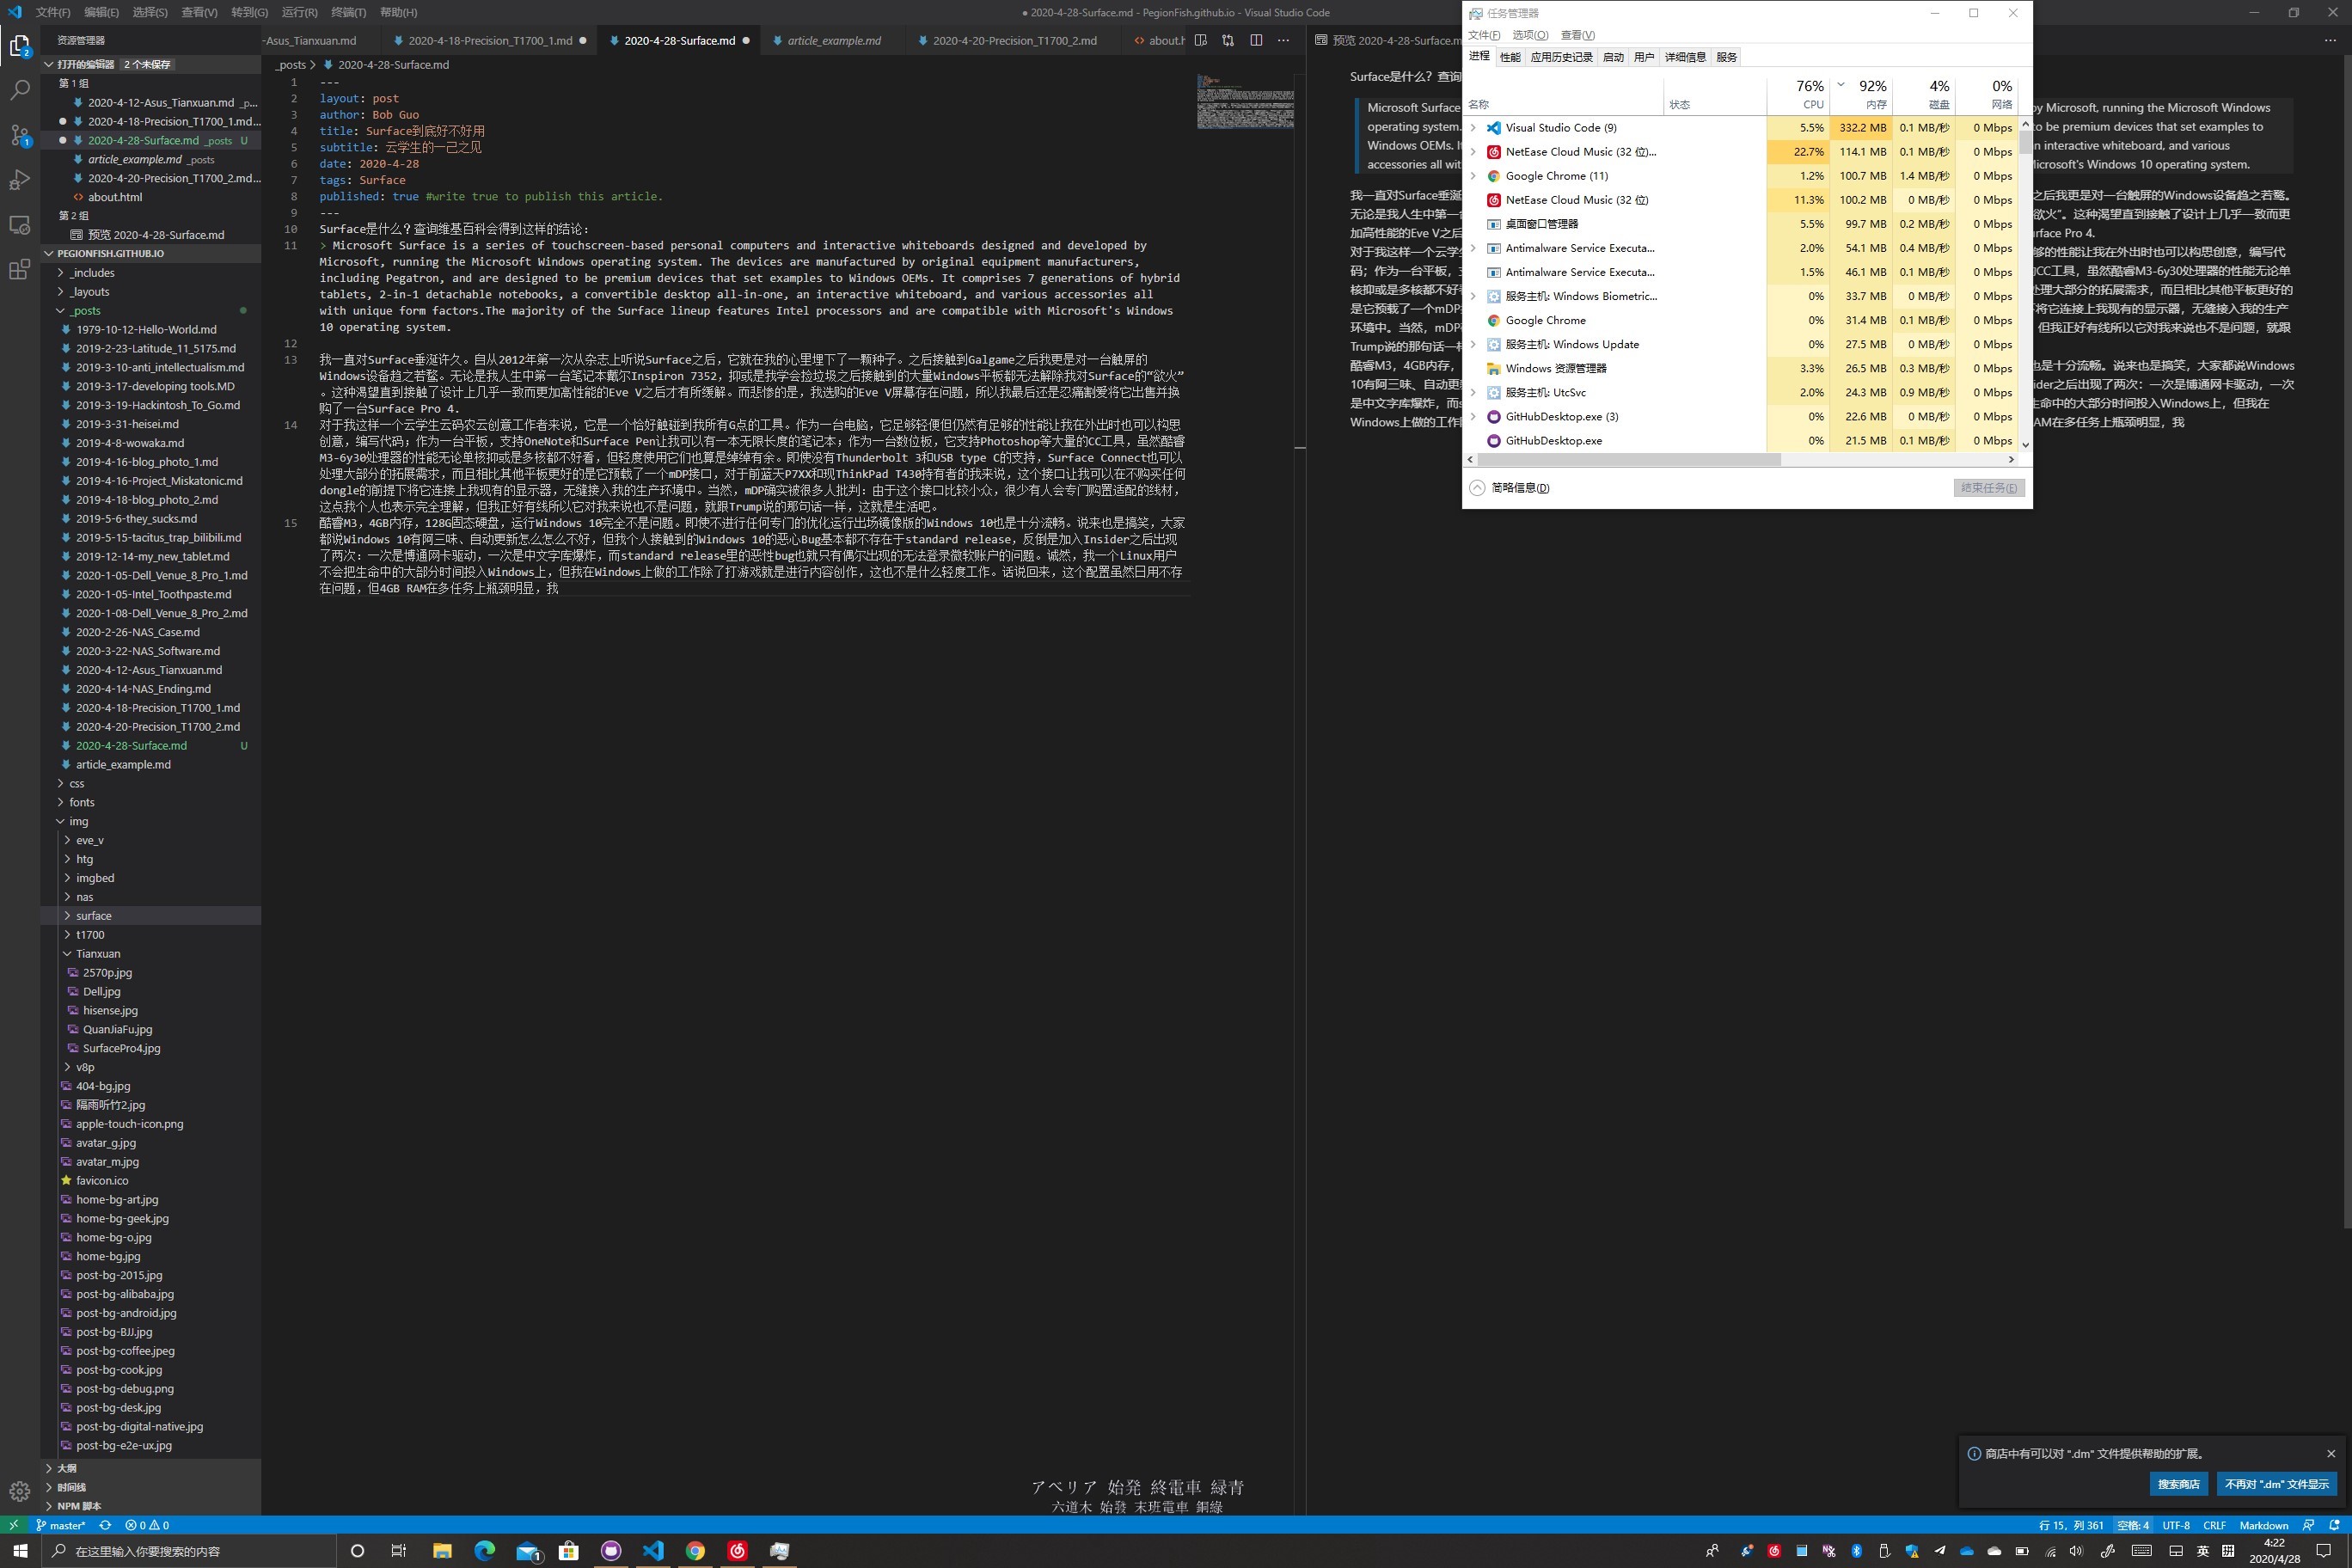 文件(F) 编辑(E) 选择(S) 查看(V) 转到(G) 运行(R) 终端(T) 帮助(H)
● 2020-4-28-Surface.md - PegionFish.github.io - Visual Studio Code
资源管理器
打开的编辑器 2 个未保存
第 1 组
2020-4-12-Asus_Tianxuan.md _p...
2020-4-18-Precision_T1700_1.md...
2020-4-28-Surface.md _posts U
article_example.md _posts
2020-4-20-Precision_T1700_2.md...
about.html
第 2 组
预览 2020-4-28-Surface.md
PEGIONFISH.GITHUB.IO
_includes
_layouts
_posts
1979-10-12-Hello-World.md
2019-2-23-Latitude_11_5175.md
2019-3-10-anti_intellectualism.md
2019-3-17-developing tools.MD
2019-3-19-Hackintosh_To_Go.md
2019-3-31-heisei.md
2019-4-8-wowaka.md
2019-4-16-blog_photo_1.md
2019-4-16-Project_Miskatonic.md
2019-4-18-blog_photo_2.md
2019-5-6-they_sucks.md
2019-5-15-tacitus_trap_bilibili.md
2019-12-14-my_new_tablet.md
2020-1-05-Dell_Venue_8_Pro_1.md
2020-1-05-Intel_Toothpaste.md
2020-1-08-Dell_Venue_8_Pro_2.md
2020-2-26-NAS_Case.md
2020-3-22-NAS_Software.md
2020-4-12-Asus_Tianxuan.md
2020-4-14-NAS_Ending.md
2020-4-18-Precision_T1700_1.md
2020-4-20-Precision_T1700_2.md
2020-4-28-Surface.md U
article_example.md
css
fonts
img
eve_v
htg
imgbed
nas
surface
t1700
Tianxuan
2570p.jpg
Dell.jpg
hisense.jpg
QuanJiaFu.jpg
SurfacePro4.jpg
v8p
404-bg.jpg
隔雨听竹2.jpg
apple-touch-icon.png
avatar_g.jpg
avatar_m.jpg
favicon.ico
home-bg-art.jpg
home-bg-geek.jpg
home-bg-o.jpg
home-bg.jpg
post-bg-2015.jpg
post-bg-alibaba.jpg
post-bg-android.jpg
post-bg-BJJ.jpg
post-bg-coffee.jpeg
post-bg-cook.jpg
post-bg-debug.png
post-bg-desk.jpg
post-bg-digital-native.jpg
post-bg-e2e-ux.jpg
大纲
时间线
NPM 脚本
-Asus_Tianxuan.md 2020-4-18-Precision_T1700_1.md ● 2020-4-28-Surface.md ● article_example.md 2020-4-20-Precision_T1700_2.md about.h
_posts > 2020-4-28-Surface.md
1 ---
2 layout: post
3 author: Bob Guo
4 title: Surface到底好不好用
5 subtitle: 云学生的一己之见
6 date: 2020-4-28
7 tags: Surface
8 published: true #write true to publish this article.
9 ---
10 Surface是什么？查询维基百科会得到这样的结论：
11 > Microsoft Surface is a series of touchscreen-based personal computers and interactive whiteboards designed and developed by
Microsoft, running the Microsoft Windows operating system. The devices are manufactured by original equipment manufacturers,
including Pegatron, and are designed to be premium devices that set examples to Windows OEMs. It comprises 7 generations of hybrid
tablets, 2-in-1 detachable notebooks, a convertible desktop all-in-one, an interactive whiteboard, and various accessories all
with unique form factors.The majority of the Surface lineup features Intel processors and are compatible with Microsoft's Windows
10 operating system.
12
13 我一直对Surface垂涎许久。自从2012年第一次从杂志上听说Surface之后，它就在我的心里埋下了一颗种子。之后接触到Galgame之后我更是对一台触屏的
Windows设备趋之若鹜。无论是我人生中第一台笔记本戴尔Inspiron 7352，抑或是我学会捡垃圾之后接触到的大量Windows平板都无法解除我对Surface的“欲火”
。这种渴望直到接触了设计上几乎一致而更加高性能的Eve V之后才有所缓解。而悲惨的是，我选购的Eve V屏幕存在问题，所以我最后还是忍痛割爱将它出售并换
购了一台Surface Pro 4.
14 对于我这样一个云学生云码农云创意工作者来说，它是一个恰好触碰到我所有G点的工具。作为一台电脑，它足够轻便但仍然有足够的性能让我在外出时也可以构思
创意，编写代码；作为一台平板，支持OneNote和Surface Pen让我可以有一本无限长度的笔记本；作为一台数位板，它支持Photoshop等大量的CC工具，虽然酷睿
M3-6y30处理器的性能无论单核抑或是多核都不好看，但轻度使用它们也算是绰绰有余。即使没有Thunderbolt 3和USB type C的支持，Surface Connect也可以
处理大部分的拓展需求，而且相比其他平板更好的是它预载了一个mDP接口，对于前蓝天P7XX和现ThinkPad T430持有者的我来说，这个接口让我可以在不购买任何
dongle的前提下将它连接上我现有的显示器，无缝接入我的生产环境中。当然，mDP确实被很多人批判：由于这个接口比较小众，很少有人会专门购置适配的线材，
这点我个人也表示完全理解，但我正好有线所以它对我来说也不是问题，就跟Trump说的那句话一样，这就是生活吧。
15 酷睿M3，4GB内存，128G固态硬盘，运行Windows 10完全不是问题。即使不进行任何专门的优化运行出场镜像版的Windows 10也是十分流畅。说来也是搞笑，大家
都说Windows 10有阿三味、自动更新怎么怎么不好，但我个人接触到的Windows 10的恶心Bug基本都不存在于standard release，反倒是加入Insider之后出现
了两次：一次是博通网卡驱动，一次是中文字库爆炸，而standard release里的恶性bug也就只有偶尔出现的无法登录微软账户的问题。诚然，我一个Linux用户
不会把生命中的大部分时间投入Windows上，但我在Windows上做的工作除了打游戏就是进行内容创作，这也不是什么轻度工作。话说回来，这个配置虽然日用不存
在问题，但4GB RAM在多任务上瓶颈明显，我
预览 2020-4-28-Surface.m
Surface是什么？查询
Microsoft Surface
operating system.
Windows OEMs. I
accessories all wit
我一直对Surface垂涎
无论是我人生中第一台
加高性能的Eve V之后
对于我这样一个云学生
码；作为一台平板，
核抑或是多核都不好看
是它预载了一个mDP
环境中。当然，mDP
Trump说的那句话一样
酷睿M3，4GB内存，
10有阿三味、自动更新
是中文字库爆炸，而s
Windows上做的工作
y Microsoft, running the Microsoft Windows
o be premium devices that set examples to
n interactive whiteboard, and various
icrosoft's Windows 10 operating system.
之后我更是对一台触屏的Windows设备趋之若鹜。
欲火”。这种渴望直到接触了设计上几乎一致而更
rface Pro 4.
够的性能让我在外出时也可以构思创意，编写代
CC工具，虽然酷睿M3-6y30处理器的性能无论单
处理大部分的拓展需求，而且相比其他平板更好的
将它连接上我现有的显示器，无缝接入我的生产
但我正好有线所以它对我来说也不是问题，就跟
也是十分流畅。说来也是搞笑，大家都说Windows
ider之后出现了两次：一次是博通网卡驱动，一次
生命中的大部分时间投入Windows上，但我在
AM在多任务上瓶颈明显，我
任务管理器
文件(F) 选项(O) 查看(V)
进程 性能 应用历史记录 启动 用户 详细信息 服务
76% 92% 4% 0%
名称 状态 CPU 内存 磁盘 网络
Visual Studio Code (9) 5.5% 332.2 MB 0.1 MB/秒 0 Mbps
NetEase Cloud Music (32 位)... 22.7% 114.1 MB 0.1 MB/秒 0 Mbps
Google Chrome (11) 1.2% 100.7 MB 1.4 MB/秒 0 Mbps
NetEase Cloud Music (32 位) 11.3% 100.2 MB 0 MB/秒 0 Mbps
桌面窗口管理器 5.5% 99.7 MB 0.2 MB/秒 0 Mbps
Antimalware Service Executa... 2.0% 54.1 MB 0.4 MB/秒 0 Mbps
Antimalware Service Executa... 1.5% 46.1 MB 0.1 MB/秒 0 Mbps
服务主机: Windows Biometric... 0% 33.7 MB 0 MB/秒 0 Mbps
Google Chrome 0% 31.4 MB 0.1 MB/秒 0 Mbps
服务主机: Windows Update 0% 27.5 MB 0 MB/秒 0 Mbps
Windows 资源管理器 3.3% 26.5 MB 0.3 MB/秒 0 Mbps
服务主机: UtcSvc 2.0% 24.3 MB 0.9 MB/秒 0 Mbps
GitHubDesktop.exe (3) 0% 22.6 MB 0 MB/秒 0 Mbps
GitHubDesktop.exe 0% 21.5 MB 0.1 MB/秒 0 Mbps
简略信息(D) 结束任务(E)
商店中有可以对 ".dm" 文件提供帮助的扩展。
搜索商店 不再对 ".dm" 文件显示
アベリア 始発 終電車 緑青
六道木 始發 末班電車 銅綠
master* 0 0 行 15，列 361 空格: 4 UTF-8 CRLF Markdown
在这里输入你要搜索的内容
英 拼
4:22
2020/4/28